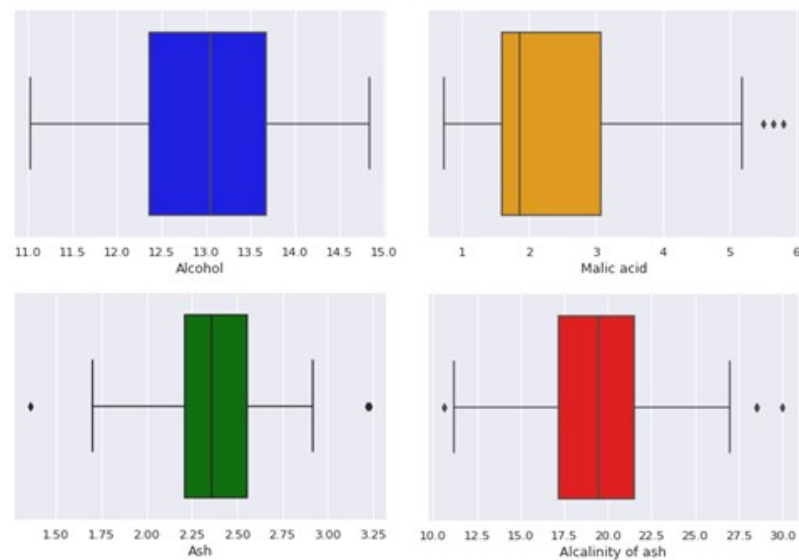 11.0 11.5 12.0 12.5 13.0 13.5 14.0 14.5 15.0
Alcohol
1 2 3 4 5 6
Malic acid
1.50 1.75 2.00 2.25 2.50 2.75 3.00 3.25
Ash
10.0 12.5 15.0 17.5 20.0 22.5 25.0 27.5 30.0
Alcalinity of ash